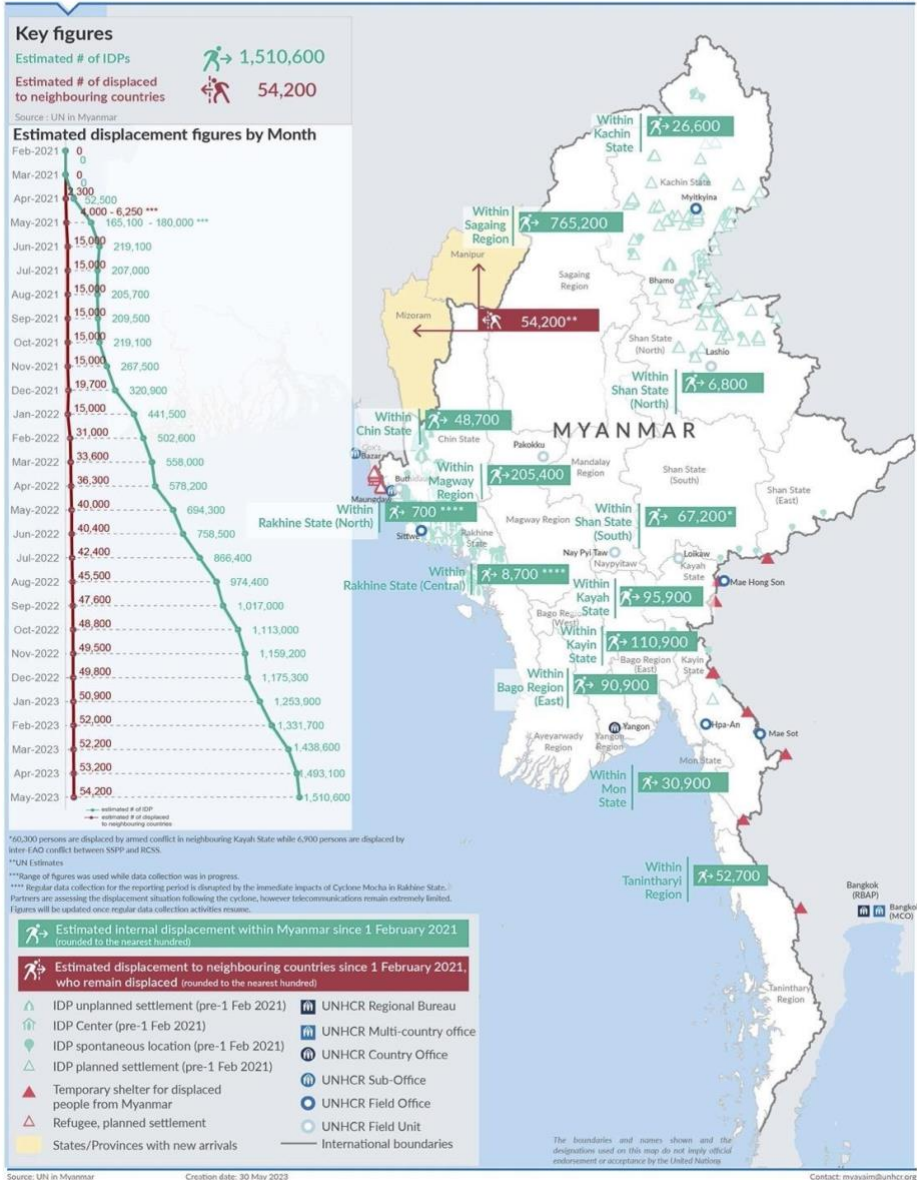 Key figures
Estimated # of IDPs
1,510,600
Estimated # of displaced
to neighbouring countries
54,200
Source : UN in Myanmar
Estimated displacement figures by Month
Feb-2021 0 0
Mar-2021 0 0
Apr-2021 2,300 52,500
May-2021 4,000 - 6,250 *** 165,100 - 180,000 ***
Jun-2021 15,000 219,100
Jul-2021 15,000 207,000
Aug-2021 15,000 205,700
Sep-2021 15,000 209,500
Oct-2021 15,000 219,100
Nov-2021 15,000 267,500
Dec-2021 19,700 320,900
Jan-2022 15,000 441,500
Feb-2022 31,000 502,600
Mar-2022 33,600 558,000
Apr-2022 36,300 578,200
May-2022 40,000 694,300
Jun-2022 40,400 758,500
Jul-2022 42,400 866,400
Aug-2022 45,500 974,400
Sep-2022 47,600 1,017,000
Oct-2022 48,800 1,113,000
Nov-2022 49,500 1,159,200
Dec-2022 49,800 1,175,300
Jan-2023 50,900 1,253,900
Feb-2023 52,000 1,331,700
Mar-2023 52,200 1,438,600
Apr-2023 53,200 1,493,100
May-2023 54,200 1,510,600
estimated # of IDP
estimated # of displaced
to neighbouring countries
Within
Kachin
State
26,600
Kachin State
Myitkyina
Within
Sagaing
Region
765,200
Manipur
Sagaing
Region
Bhamo
Mizoram
54,200**
Shan State
(North)
Lashio
Within
Shan State
(North)
6,800
Within
Chin State
48,700
Chin State
MYANMAR
Pakokku
Bazar
Within
Magway
Region
205,400
Mandalay
Region
Shan State
(South)
Shan State
(East)
Maungdaw
Within
Rakhine State (North)
700 ****
Magway Region
Within
Shan State
(South)
67,200*
Sittwe
Rakhine
State
Nay Pyi Taw
Naypyitaw
Loikaw
Kayah
State
Mae Hong Son
Within
Rakhine State (Central)
8,700 ****
Within
Kayah
State
95,900
Bago Region
(West)
Within
Kayin
State
110,900
Bago Region
(East)
Kayin
State
Within
Bago Region
(East)
90,900
Yangon
Yangon
Region
Ayeyarwady
Region
Hpa-An
Mae Sot
Mon State
Within
Mon
State
30,900
Within
Tanintharyi
Region
52,700
Bangkok
(RBAP)
Bangkok
(MCO)
Taninthary
Region
*60,300 persons are displaced by armed conflict in neighbouring Kayah State while 6,900 persons are displaced by
inter-EAO conflict between SSPP and RCSS.
**UN Estimates
***Range of figures was used while data collection was in progress.
**** Regular data collection for the reporting period is disrupted by the immediate impacts of Cyclone Mocha in Rakhine State.
Partners are assessing the displacement situation following the cyclone, however telecommunications remain extremely limited.
Figures will be updated once regular data collection activities resume.
Estimated internal displacement within Myanmar since 1 February 2021
(rounded to the nearest hundred)
Estimated displacement to neighbouring countries since 1 February 2021,
who remain displaced (rounded to the nearest hundred)
IDP unplanned settlement (pre-1 Feb 2021)
IDP Center (pre-1 Feb 2021)
IDP spontaneous location (pre-1 Feb 2021)
IDP planned settlement (pre-1 Feb 2021)
Temporary shelter for displaced
people from Myanmar
Refugee, planned settlement
States/Provinces with new arrivals
UNHCR Regional Bureau
UNHCR Multi-country office
UNHCR Country Office
UNHCR Sub-Office
UNHCR Field Office
UNHCR Field Unit
International boundaries
The boundaries and names shown and the
designations used on this map do not imply official
endorsement or acceptance by the United Nations
Source: UN in Myanmar
Creation date: 30 May 2023
Contact: myayaim@unhcr.org